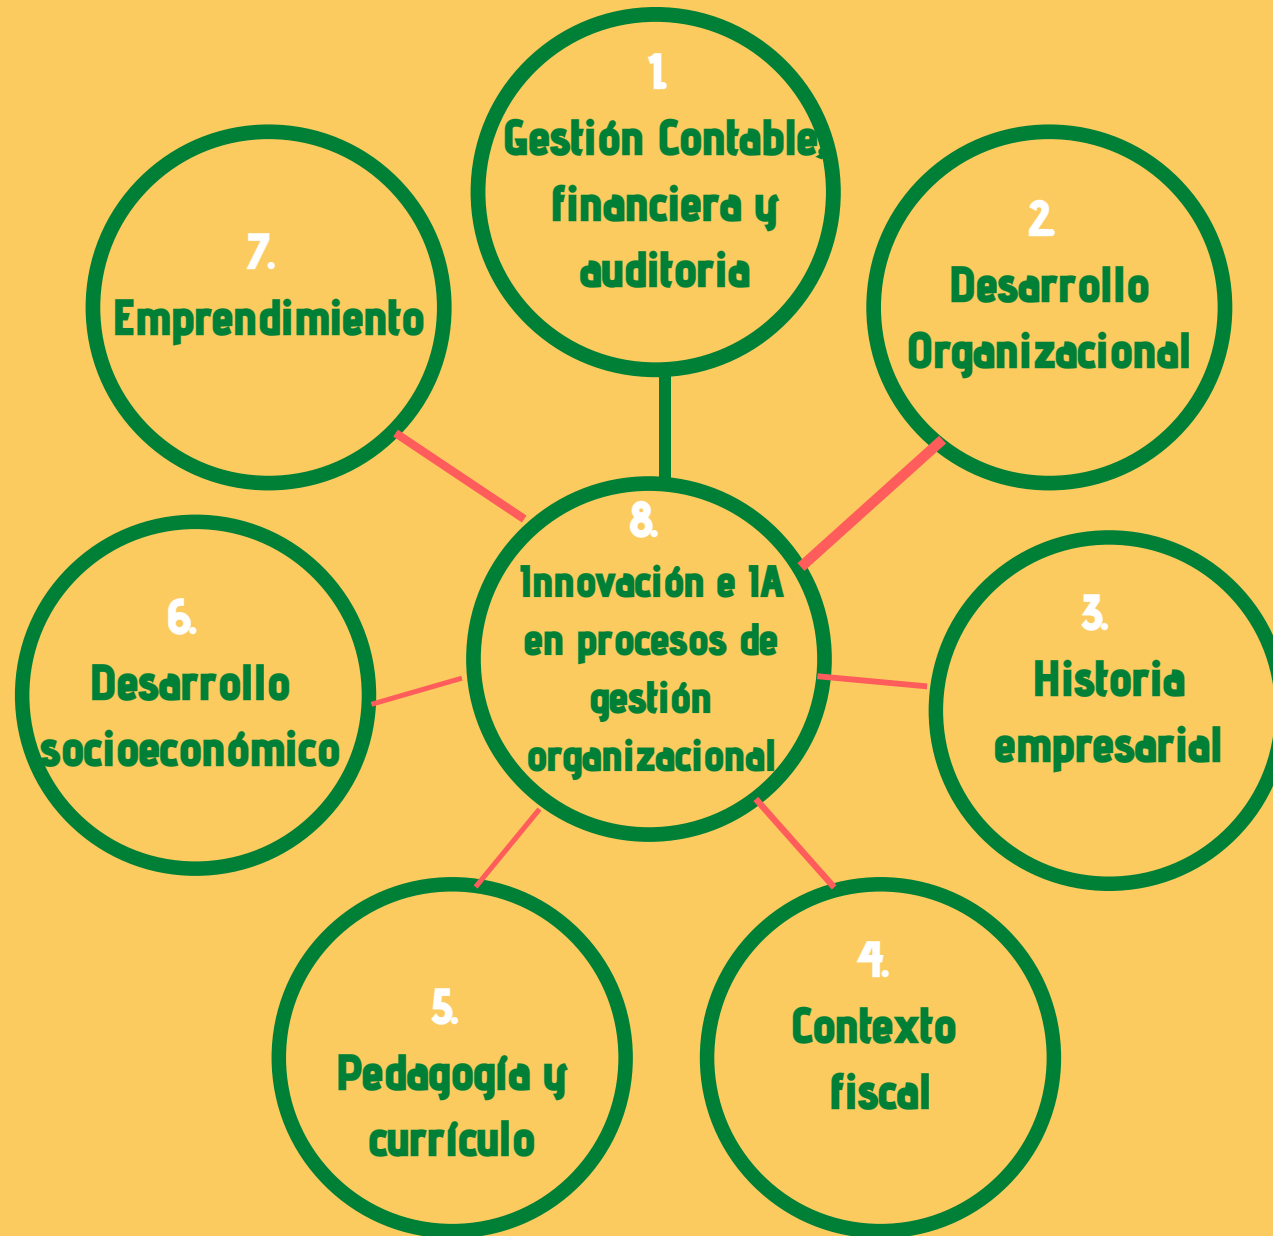 1.
Gestión Contable,
financiera y
auditoria
2.
Desarrollo
Organizacional
3.
Historia
empresarial
4.
Contexto
fiscal
5.
Pedagogía y
currículo
6.
Desarrollo
socioeconómico
7.
Emprendimiento
8.
Innovación e IA
en procesos de
gestión
organizacional